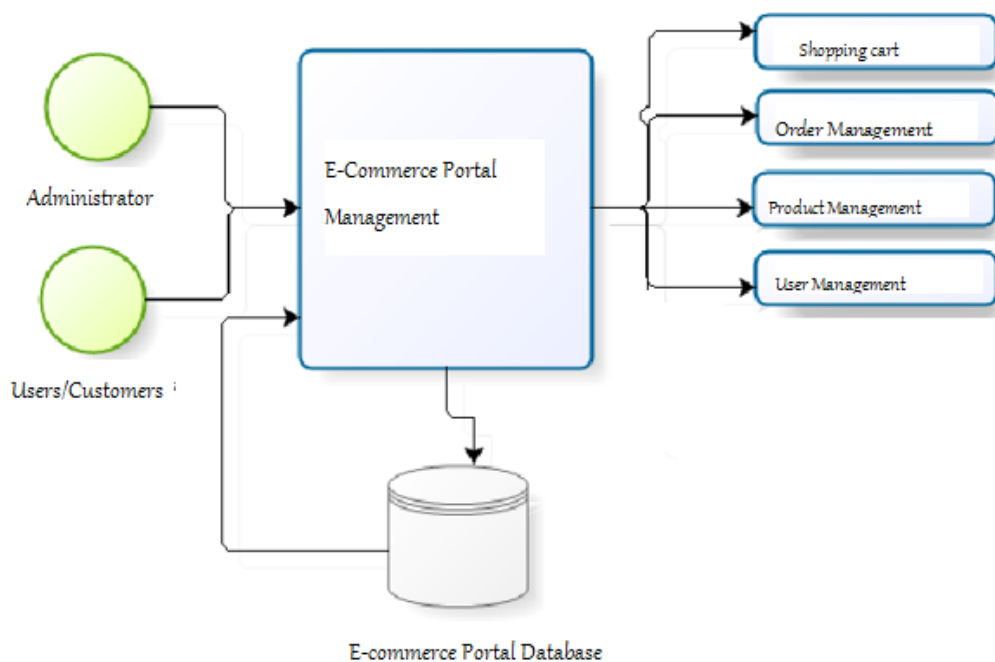 Shopping cart
Order Management
E-Commerce Portal
Management
Administrator
Product Management
User Management
Users/Customers
E-commerce Portal Database